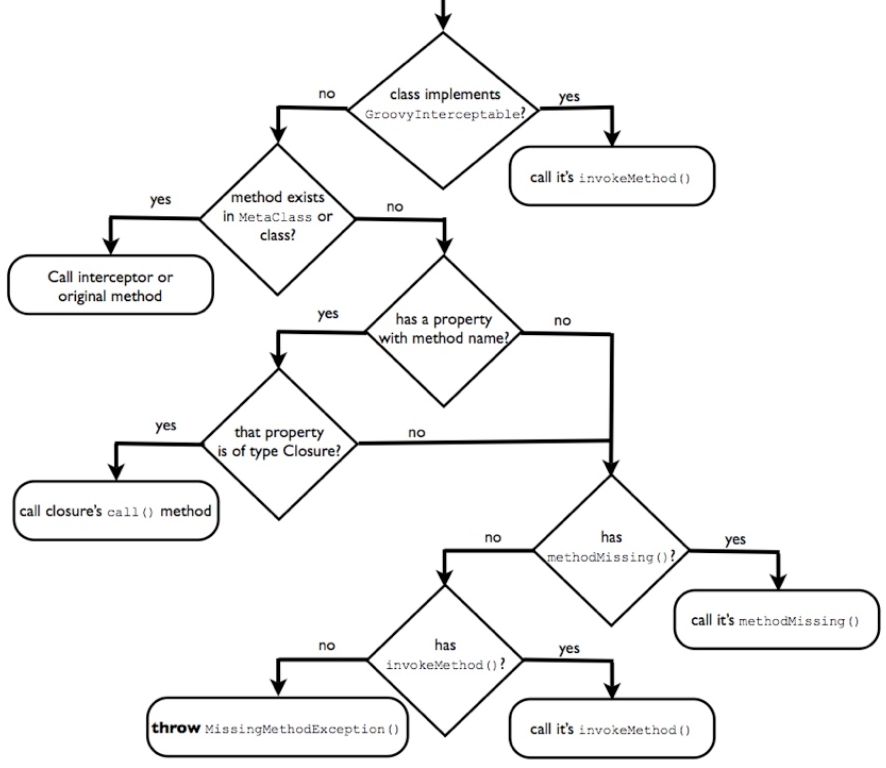 class implements
GroovyInterceptable?
no
yes
call it's invokeMethod()
method exists
in MetaClass or
class?
yes
no
Call interceptor or
original method
has a property
with method name?
yes
no
that property
is of type Closure?
yes
no
call closure's call() method
has
methodMissing()?
no
yes
call it's methodMissing()
has
invokeMethod()?
no
yes
throw MissingMethodException()
call it's invokeMethod()